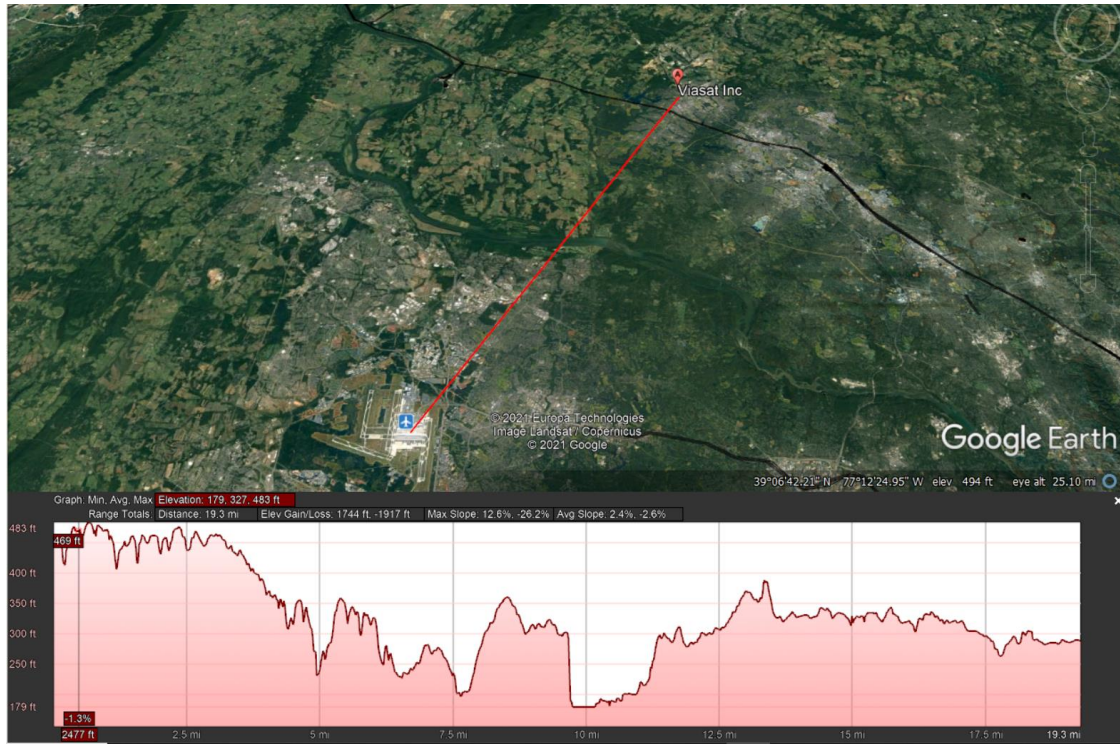 A
Viasat Inc
© 2021 Europa Technologies
Image Landsat / Copernicus
© 2021 Google
Google Earth
39°06'42.21" N 77°12'24.95" W elev 494 ft eye alt 25.10 mi
Graph: Min, Avg, Max Elevation: 179, 327, 483 ft
Range Totals: Distance: 19.3 mi Elev Gain/Loss: 1744 ft, -1917 ft Max Slope: 12.6%, -26.2% Avg Slope: 2.4%, -2.6%
483 ft
469 ft
400 ft
350 ft
300 ft
250 ft
179 ft
-1.3%
2477 ft 2.5 mi 5 mi 7.5 mi 10 mi 12.5 mi 15 mi 17.5 mi 19.3 mi